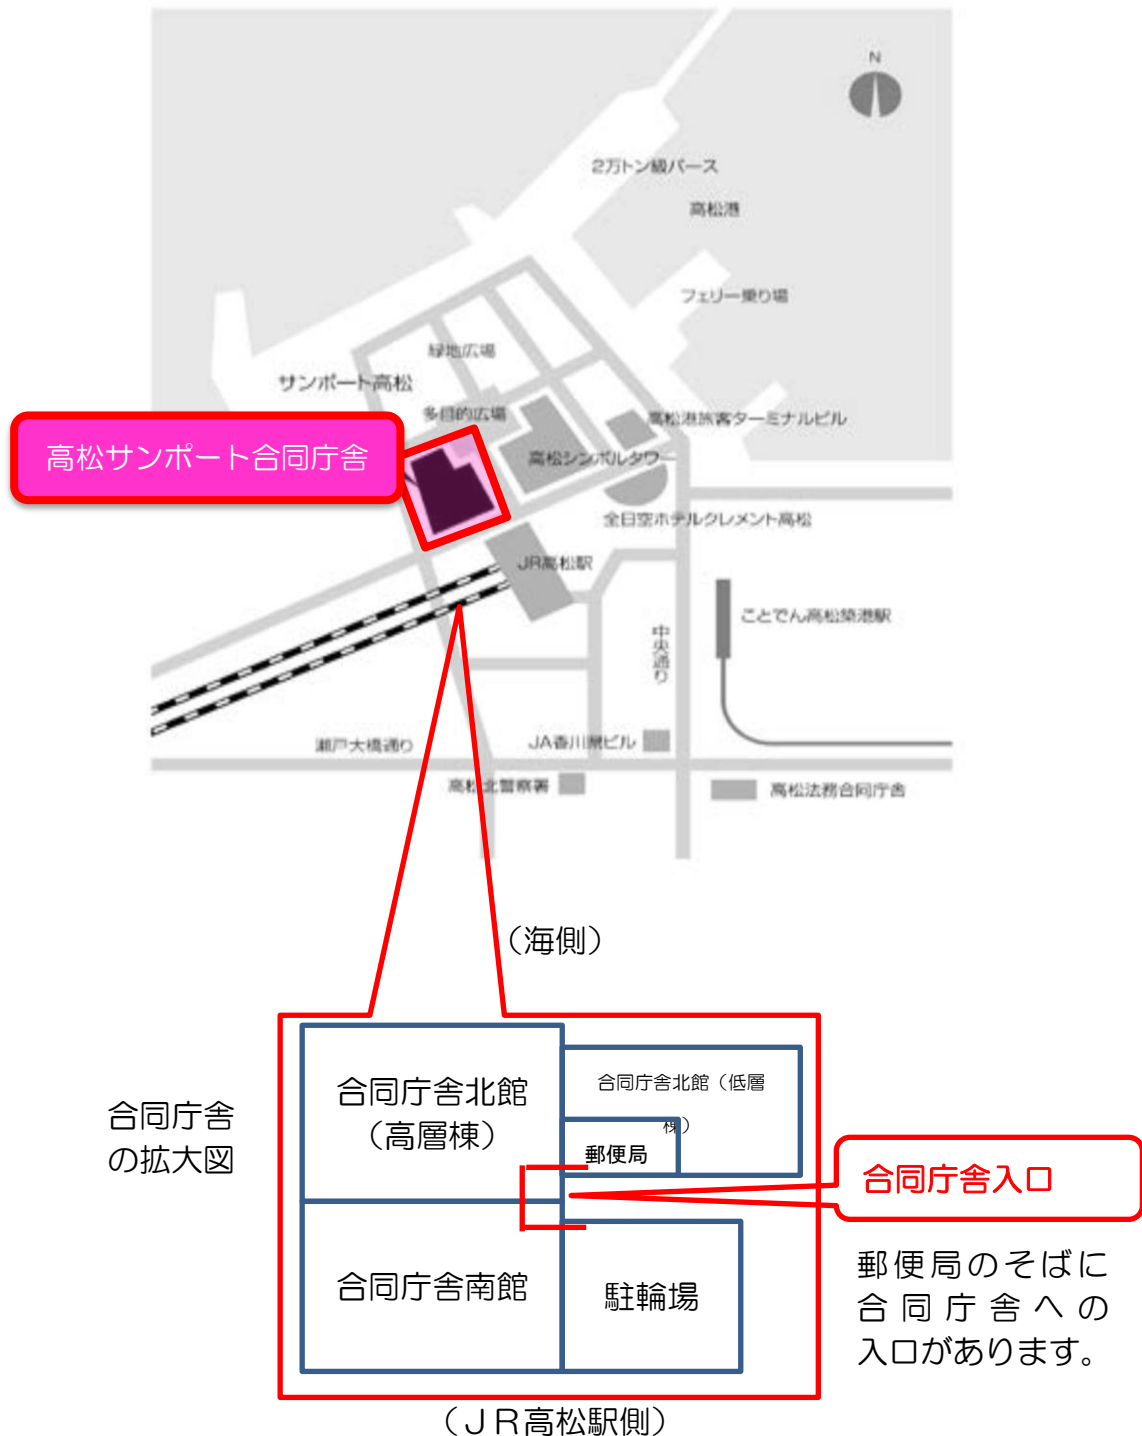 N
2万トン級バース
高松港
フェリー乗り場
緑地広場
サンポート高松
多目的広場
高松港旅客ターミナルビル
高松サンポート合同庁舎
高松シンボルタワー
全日空ホテルクレメント高松
JR高松駅
ことでん高松築港駅
中央通り
瀬戸大橋通り
JA香川県ビル
高松北警察署
高松法務合同庁舎
（海側）
合同庁舎
の拡大図
合同庁舎北館
（高層棟）
合同庁舎北館（低層
棟）
郵便局
合同庁舎入口
合同庁舎南館
駐輪場
郵便局のそばに
合同庁舎への
入口があります。
（ＪＲ高松駅側）